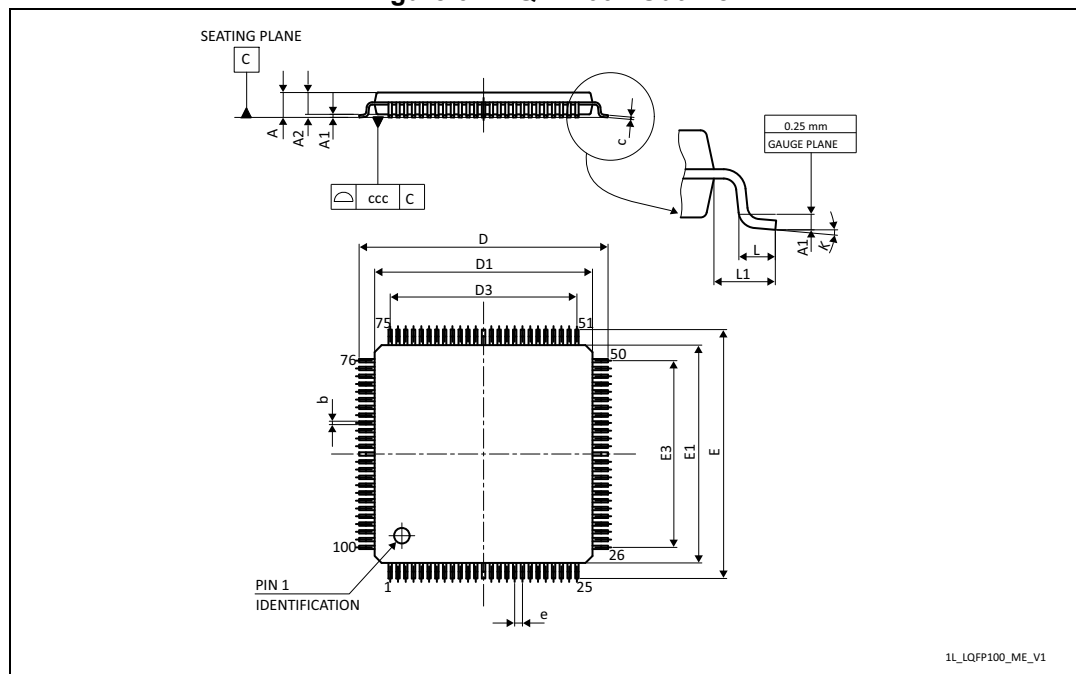 SEATING PLANE
C
A
A2
A1
c
0.25 mm
GAUGE PLANE
ccc C
L
L1
A1
K
D
D1
D3
75
51
76
50
b
E3
E1
E
100
26
PIN 1
IDENTIFICATION
1
25
e
1L_LQFP100_ME_V1